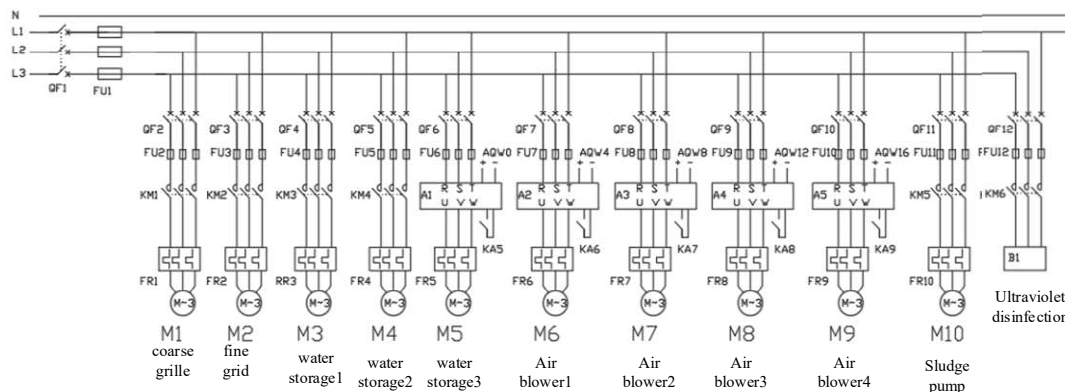 N
L1
L2
L3
QF1 FU1
QF2 QF3 QF4 QF5 QF6 QF7 QF8 QF9 QF10 QF11 QF12
FU2 FU3 FU4 FU5 FU6 AQW0 FU7 AQW4 FU8 AQW8 FU9 AQW12 FU10 AQW16 FU11 FU12
+ - + - + - + - + -
KM1 KM2 KM3 KM4 A1 R S T A2 R S T A3 R S T A4 R S T A5 R S T KM5 KM6
U V W U V W U V W U V W U V W
KA5 KA6 KA7 KA8 KA9 B1
FR1 FR2 RR3 FR4 FR5 FR6 FR7 FR8 FR9 FR10
M~3 M~3 M~3 M~3 M~3 M~3 M~3 M~3 M~3 M~3
Ultraviolet
disinfection
M1 M2 M3 M4 M5 M6 M7 M8 M9 M10
coarse
grille
fine
grid
water
storage1
water
storage2
water
storage3
Air
blower1
Air
blower2
Air
blower3
Air
blower4
Sludge
pump